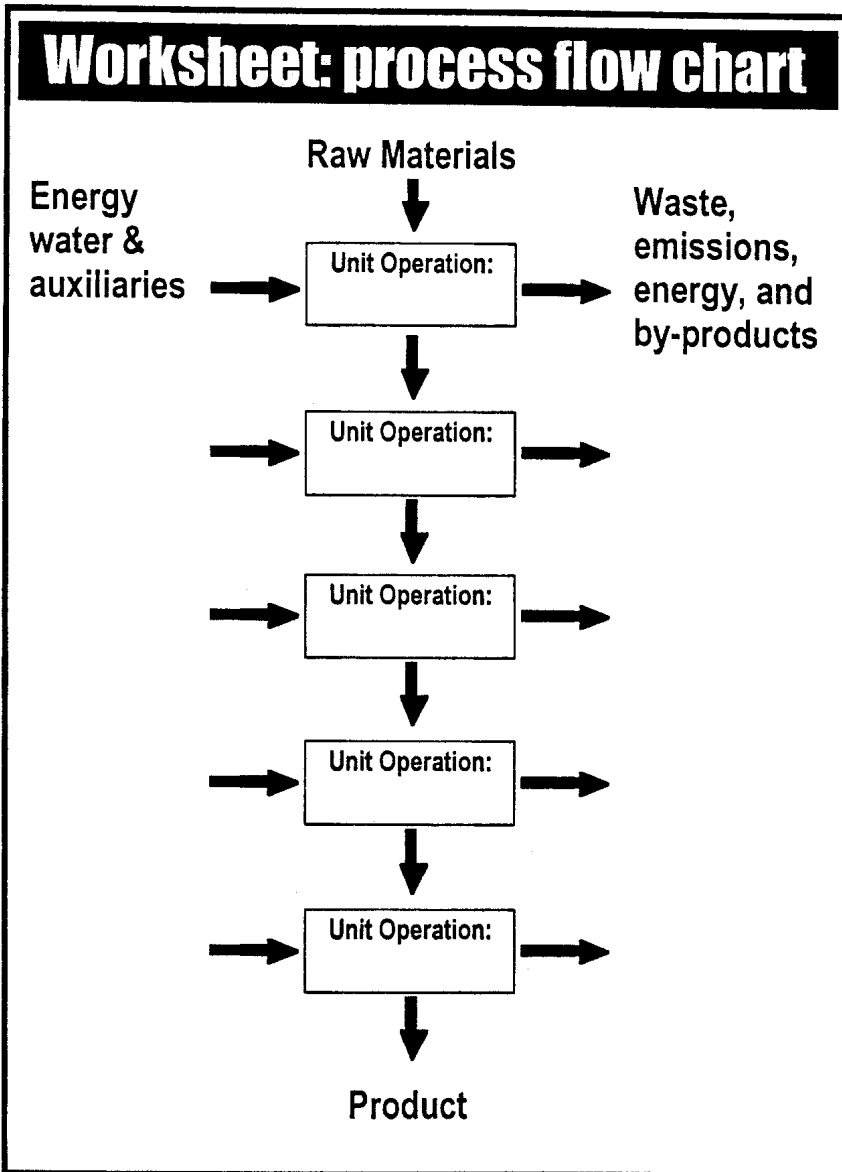 Worksheet: process flow chart
Raw Materials
Energy
water &
auxiliaries
Waste,
emissions,
energy, and
by-products
Unit Operation:
Unit Operation:
Unit Operation:
Unit Operation:
Unit Operation:
Product